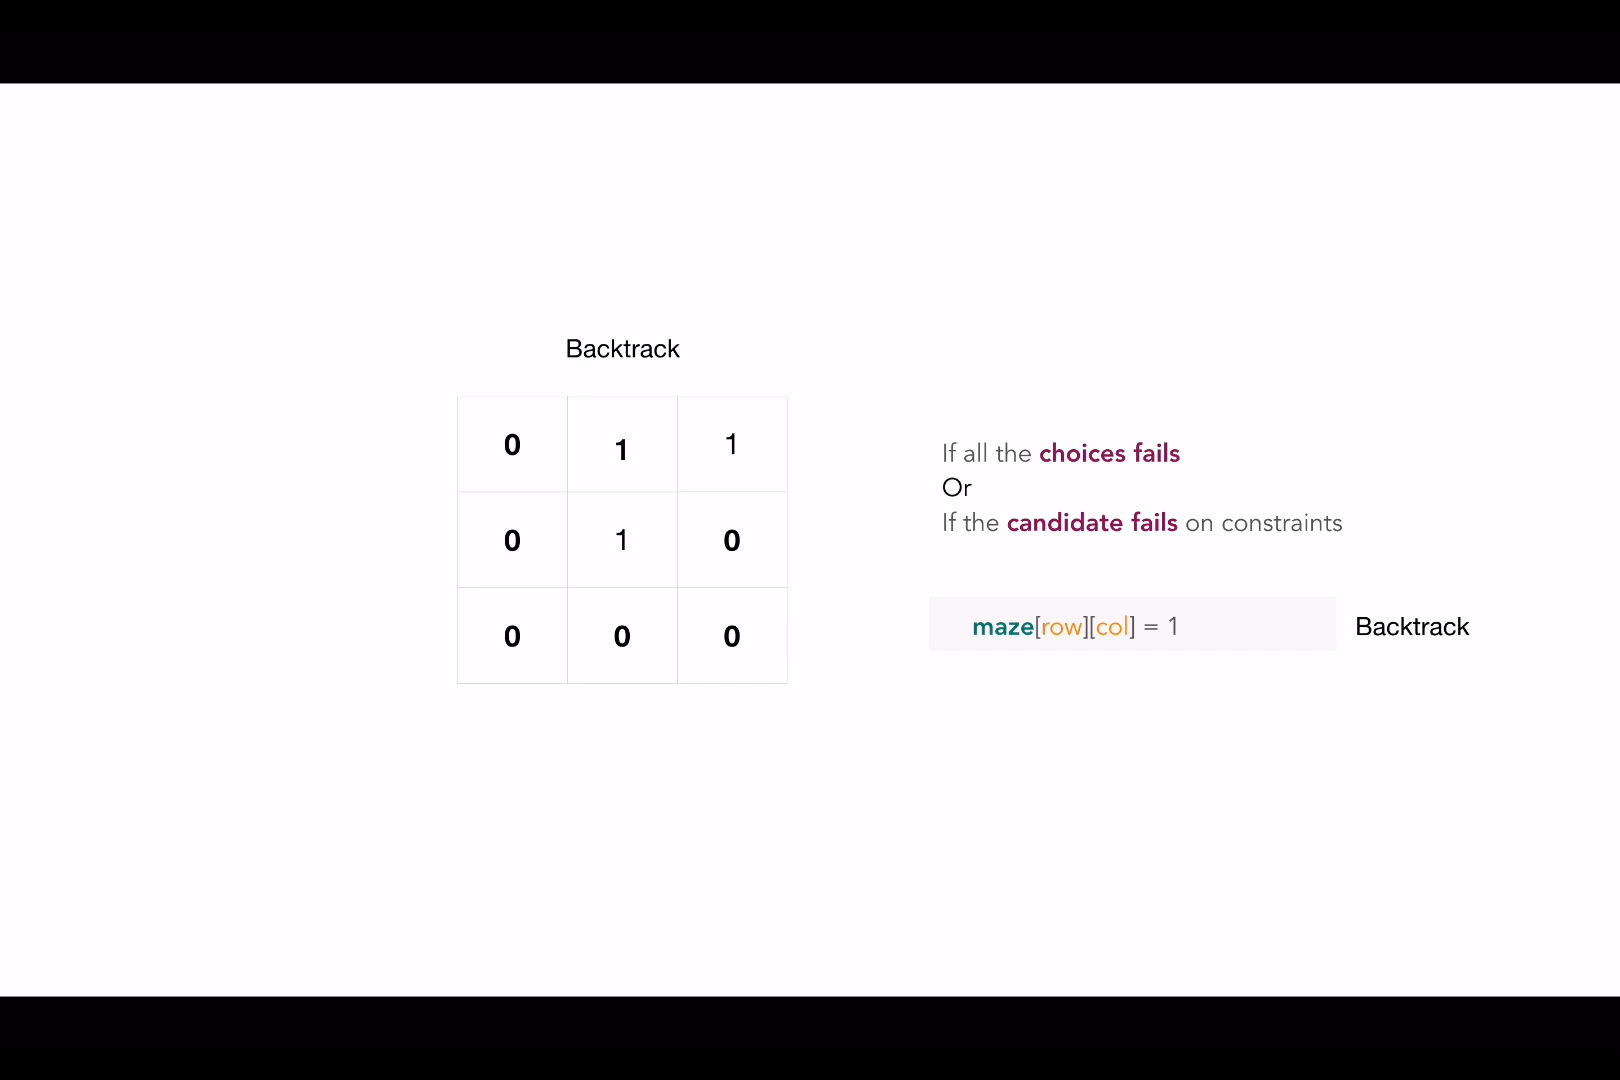 Backtrack
0 1 1
0 1 0
0 0 0
If all the choices fails
Or
If the candidate fails on constraints
maze[row][col] = 1
Backtrack